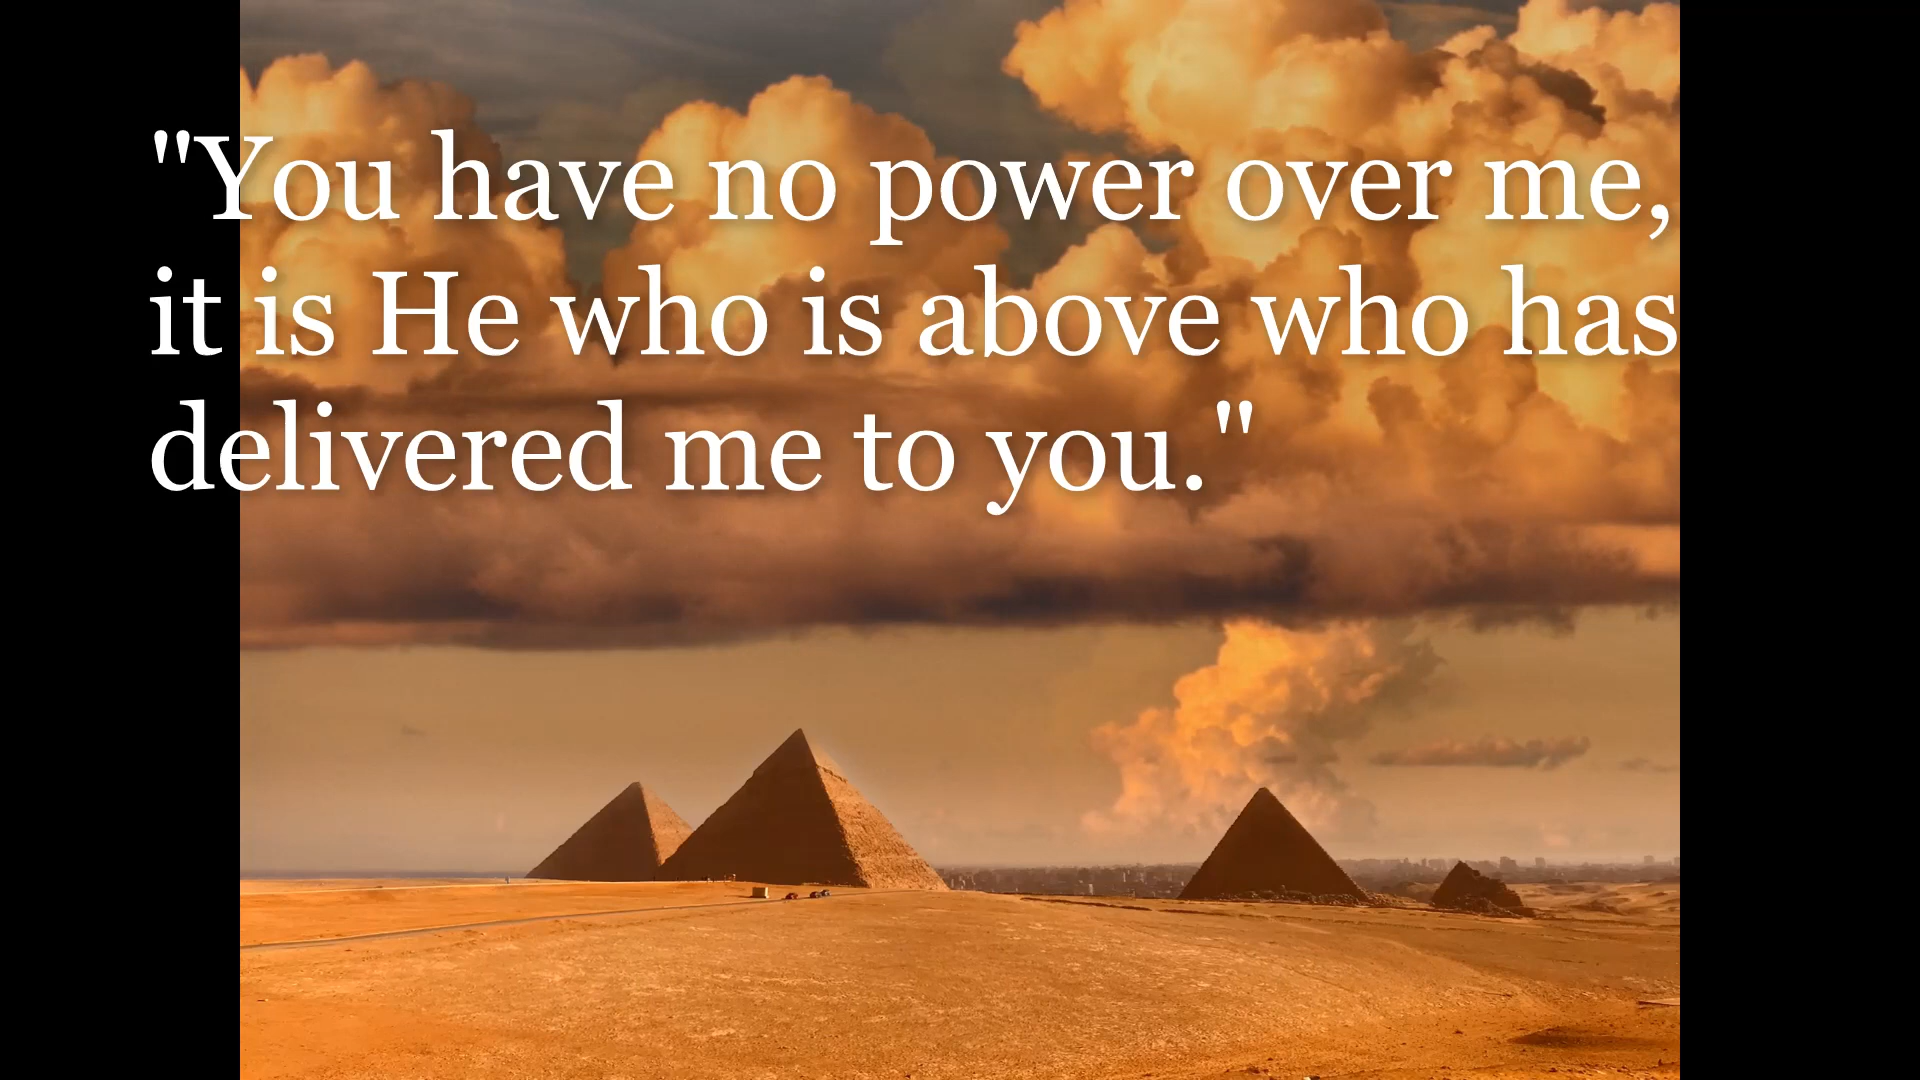 "You have no power over me,
it is He who is above who has
delivered me to you."